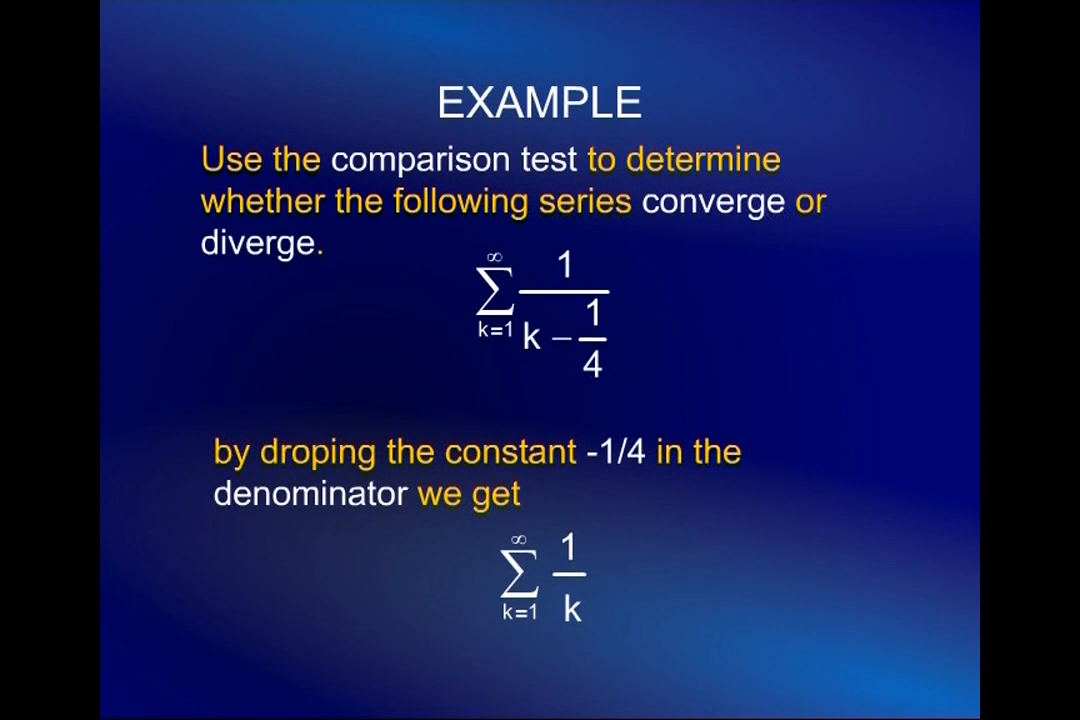 EXAMPLE
Use the comparison test to determine
whether the following series converge or
diverge.
∞ 1
∑
k=1 k − 1
4
by droping the constant -1/4 in the
denominator we get
∞ 1
∑
k=1 k